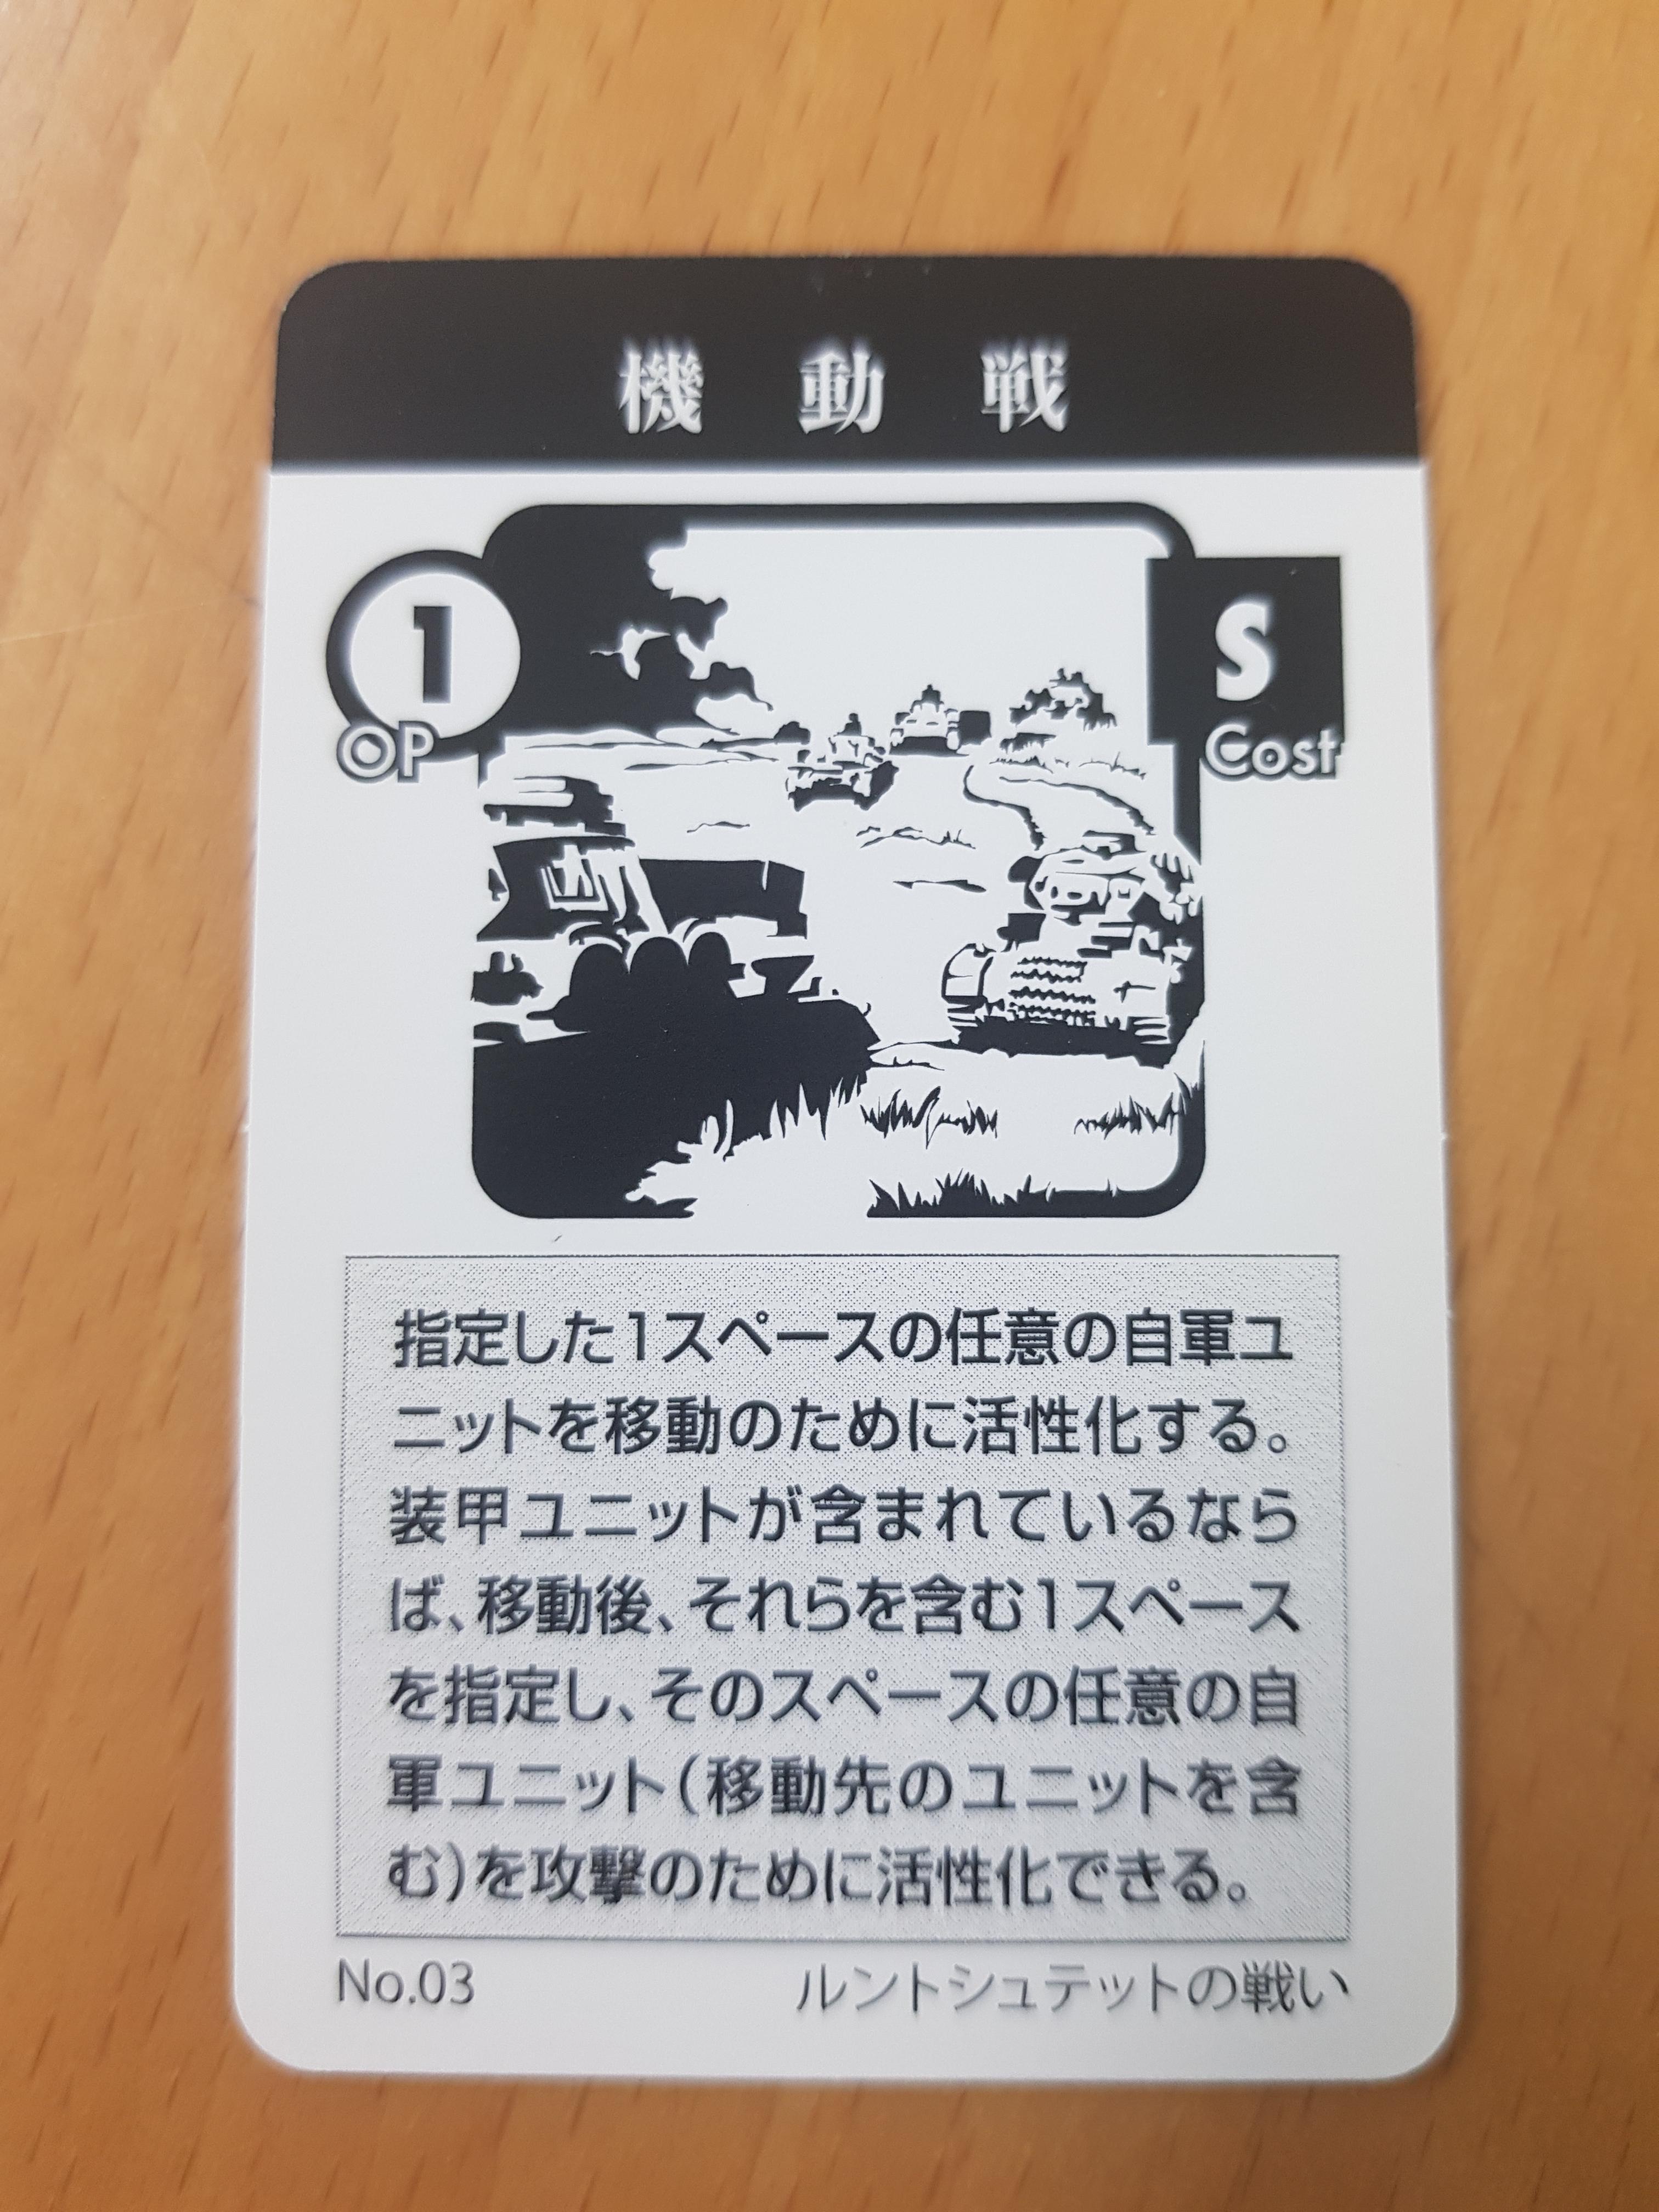 機動戦
1
OP
S
Cost
指定した1スペースの任意の自軍ユ
ニットを移動のために活性化する。
装甲ユニットが含まれているなら
ば、移動後、それらを含む1スペース
を指定し、そのスペースの任意の自
軍ユニット(移動先のユニットを含
む)を攻撃のために活性化できる。
No.03
ルントシュテットの戦い